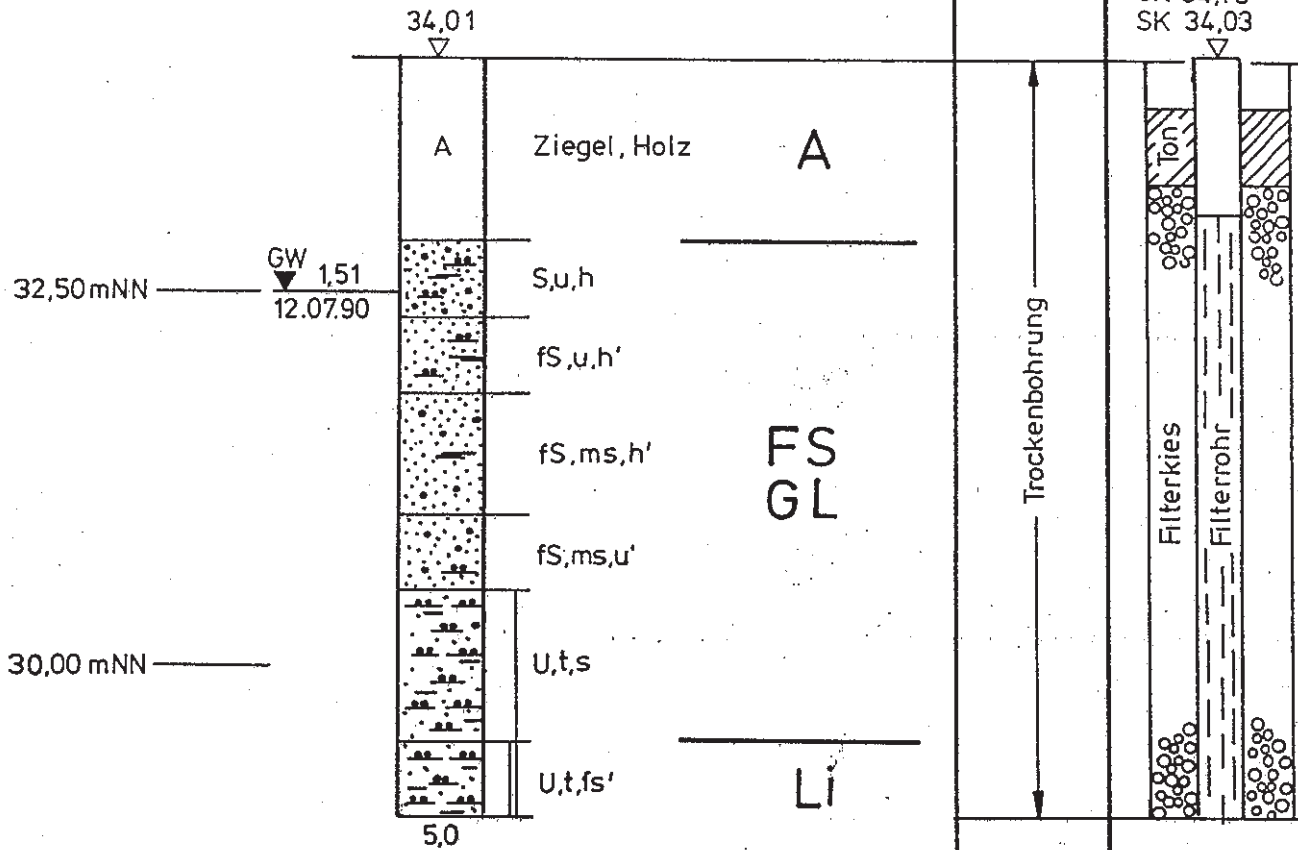 34,01
SK 34,03
A
Ziegel, Holz
A
Ton
GW 1,51
12.07.90
32,50 mNN
S,u,h
fS,u,h'
fS,ms,h'
FS
GL
fS,ms,u'
30,00 mNN
U,t,s
U,t,fs'
Li
5,0
Trockenbohrung
Filterkies
Filterrohr